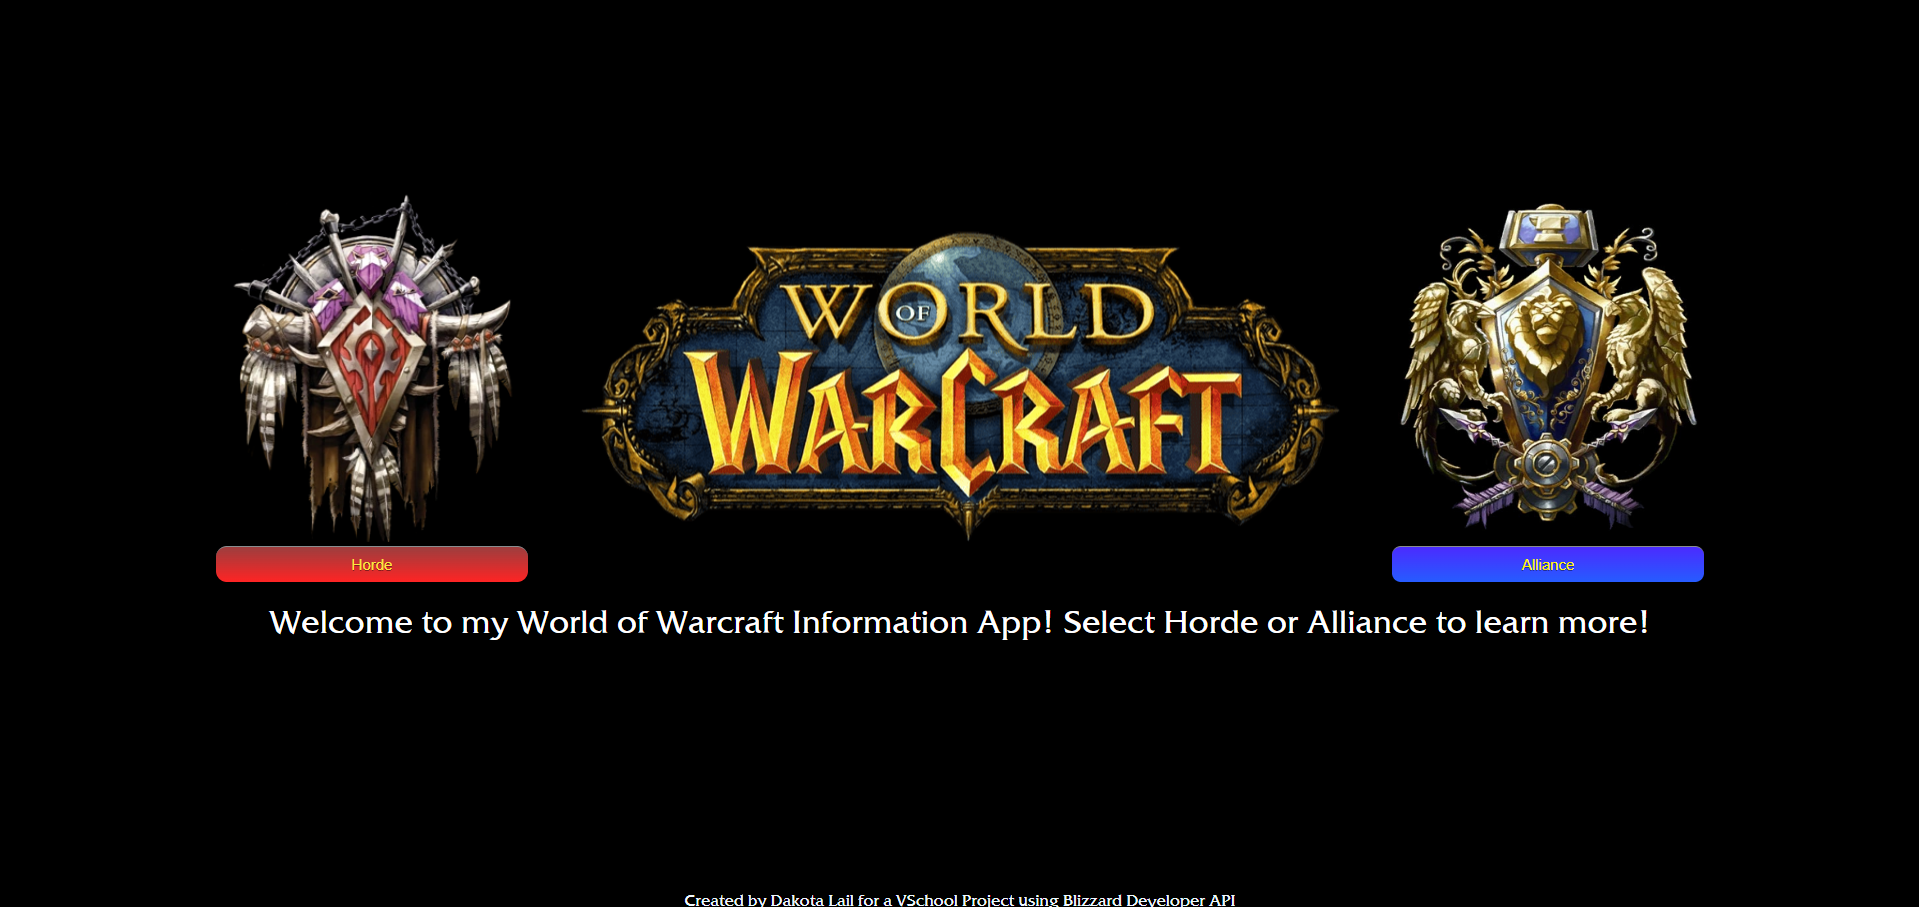 WORLD
OF
WARCRAFT
Horde
Alliance
Welcome to my World of Warcraft Information App! Select Horde or Alliance to learn more!
Created by Dakota Lail for a VSchool Project using Blizzard Developer API